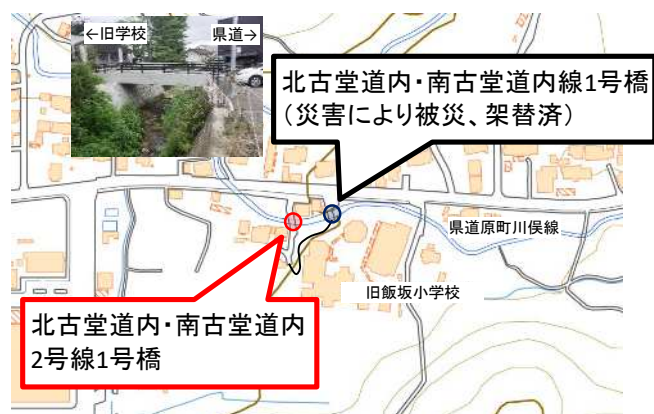 ←旧学校
県道→
北古堂道内・南古堂道内線1号橋
（災害により被災、架替済）
県道原町川俣線
旧飯坂小学校
北古堂道内・南古堂道内
2号線1号橋